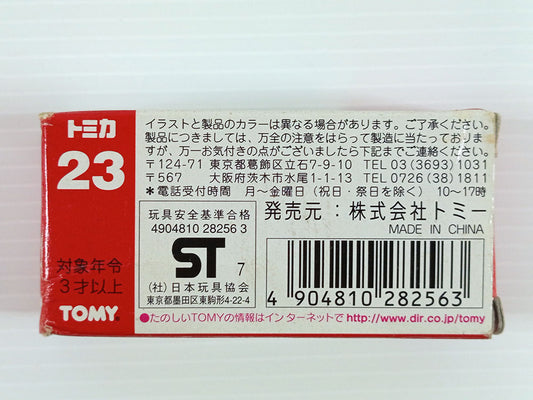 トミカ
23
対象年令
3才以上
TOMY
イラストと製品のカラーは異なる場合があります。ご了承ください。
製品につきましては、万全の注意をはらって製造に当たっておりま
すが、万一お気付きの点がございましたら下記までご連絡ください。
〒124-71 東京都葛飾区立石7-9-10 TEL 03(3693)1031
〒567 大阪府茨木市水尾1-1-13 TEL 0726(38)1811
*電話受付時間 月〜金曜日(祝日・祭日を除く) 10〜17時
玩具安全基準合格
4904810 28256 3
ST 7
(社)日本玩具協会
東京都墨田区東駒形4-22-4
発売元:株式会社トミー
MADE IN CHINA
4 904810 282563
●たのしいTOMYの情報はインターネットで http://www.dir.co.jp/tomy